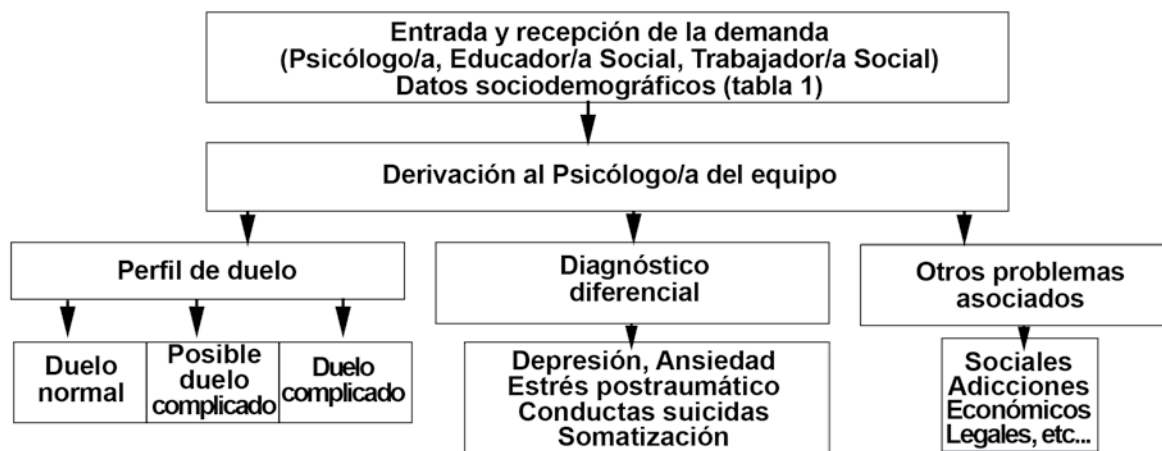 Entrada y recepción de la demanda
(Psicólogo/a, Educador/a Social, Trabajador/a Social)
Datos sociodemográficos (tabla 1)
Derivación al Psicólogo/a del equipo
Perfil de duelo
Duelo
normal
Posible
duelo
complicado
Duelo
complicado
Diagnóstico
diferencial
Depresión, Ansiedad
Estrés postraumático
Conductas suicidas
Somatización
Otros problemas
asociados
Sociales
Adicciones
Económicos
Legales, etc...